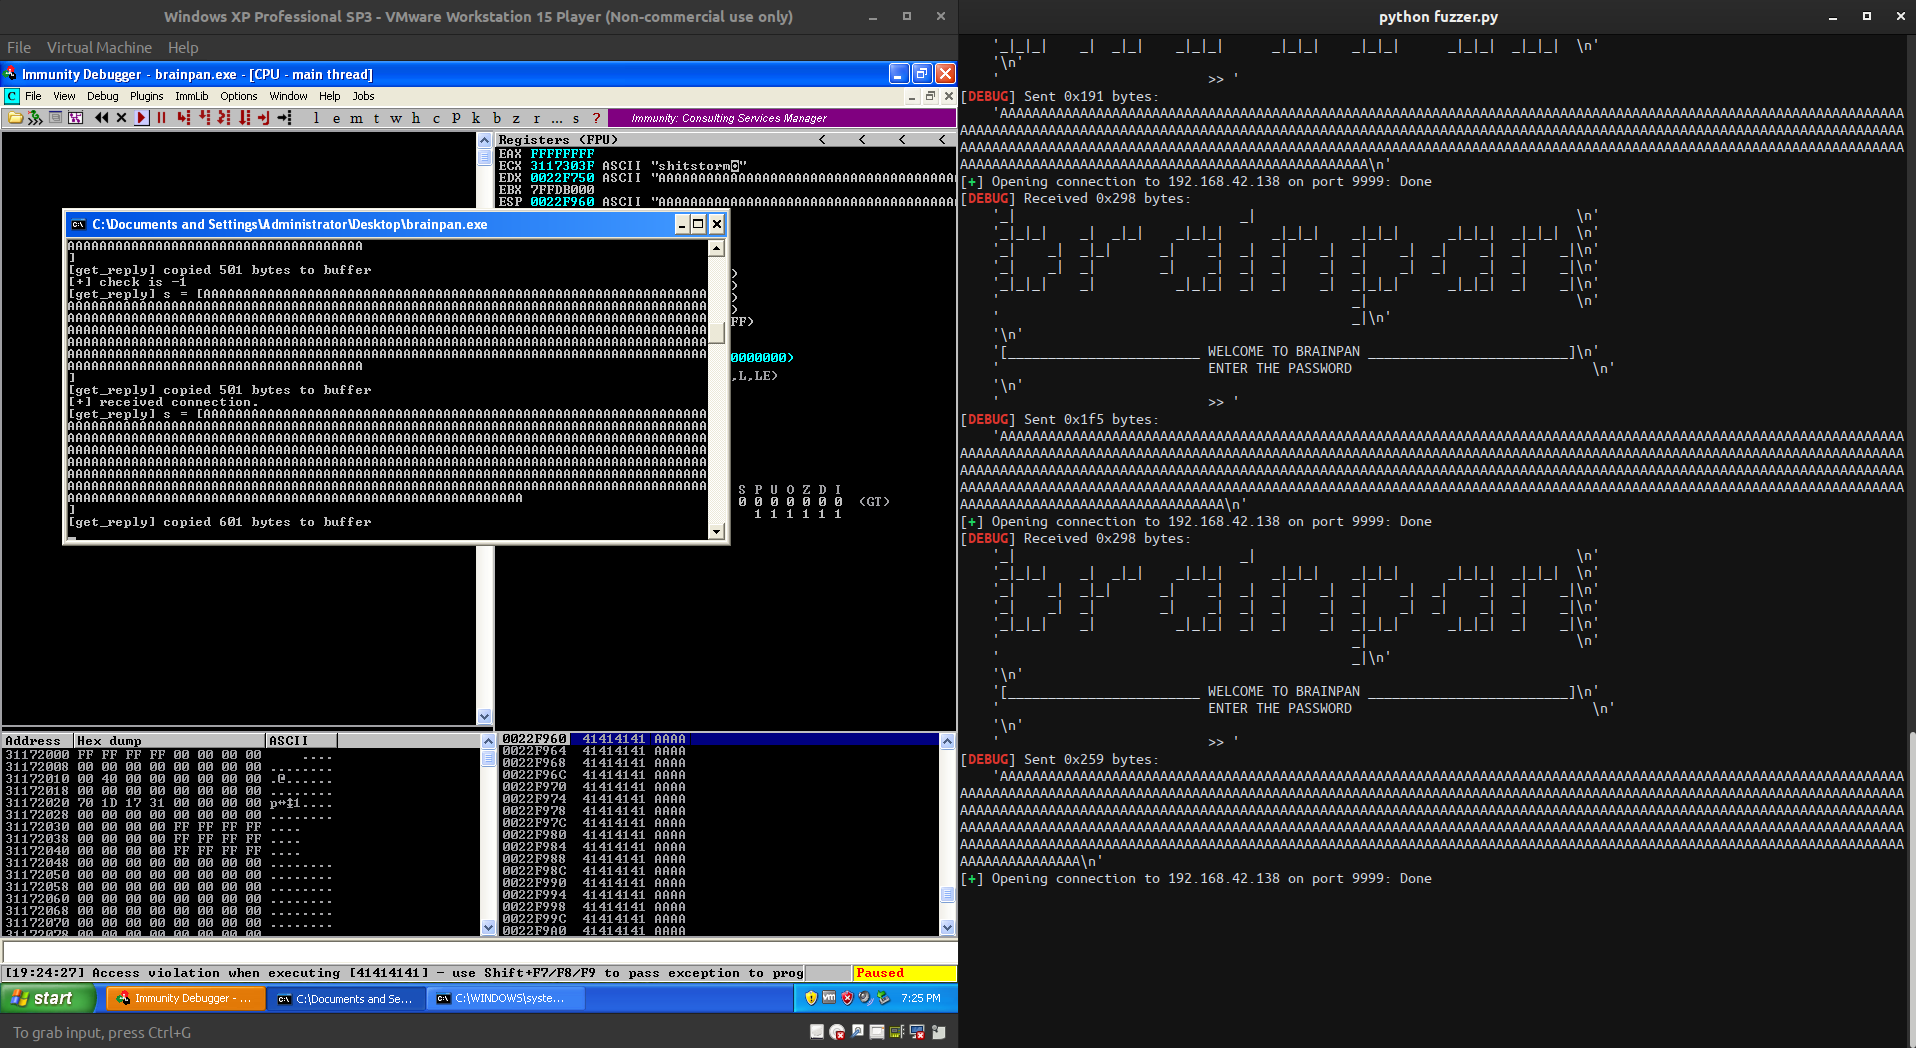 Windows XP Professional SP3 - VMware Workstation 15 Player (Non-commercial use only)
File Virtual Machine Help
Immunity Debugger - brainpan.exe - [CPU - main thread]
C File View Debug Plugins ImmLib Options Window Help Jobs
l e m t w h c P k b z r ... s ?
Immunity: Consulting Services Manager
Registers (FPU) < < < <
EAX FFFFFFFF
ECX 3117303F ASCII "shitstorm
EDX 0022F750 ASCII
EBX 7FFDB000
ESP 0022F960 ASCII
FF)
0000000)
,L,LE)
S P U O Z D I
0 0 0 0 0 0 0 (GT)
1 1 1 1 1 1
C:\Documents and Settings\Administrator\Desktop\brainpan.exe
]
[get_reply] copied 501 bytes to buffer
[+] check is -1
[get_reply] s =
]
[get_reply] copied 501 bytes to buffer
[+] received connection.
[get_reply] s =
]
[get_reply] copied 601 bytes to buffer
Address Hex dump ASCII
31172000 FF FF FF FF 00 00 00 00 ....
31172008 00 00 00 00 00 00 00 00 ........
31172010 00 40 00 00 00 00 00 00 .@......
31172018 00 00 00 00 00 00 00 00 ........
31172020 70 1D 17 31 00 00 00 00 p↔↨1....
31172028 00 00 00 00 00 00 00 00 ........
31172030 00 00 00 00 FF FF FF FF ....
31172038 00 00 00 00 FF FF FF FF ....
31172040 00 00 00 00 FF FF FF FF ....
31172048 00 00 00 00 00 00 00 00 ........
31172050 00 00 00 00 00 00 00 00 ........
31172058 00 00 00 00 00 00 00 00 ........
31172060 00 00 00 00 00 00 00 00 ........
31172068 00 00 00 00 00 00 00 00 ........
31172070 00 00 00 00 00 00 00 00 ........
0022F960 41414141 AAAA
0022F964 41414141 AAAA
0022F968 41414141 AAAA
0022F96C 41414141 AAAA
0022F970 41414141 AAAA
0022F974 41414141 AAAA
0022F978 41414141 AAAA
0022F97C 41414141 AAAA
0022F980 41414141 AAAA
0022F984 41414141 AAAA
0022F988 41414141 AAAA
0022F98C 41414141 AAAA
0022F990 41414141 AAAA
0022F994 41414141 AAAA
0022F998 41414141 AAAA
0022F99C 41414141 AAAA
0022F9A0 41414141 AAAA
[19:24:27] Access violation when executing [41414141] - use Shift+F7/F8/F9 to pass exception to prog
Paused
start
Immunity Debugger - ...
C:\Documents and Se...
C:\WINDOWS\syste...
7:25 PM
To grab input, press Ctrl+G
python fuzzer.py
'\n'
' >> '
[DEBUG] Sent 0x191 bytes:
[+] Opening connection to 192.168.42.138 on port 9999: Done
[DEBUG] Received 0x298 bytes:
brainpan
'\n'
'[________________________ WELCOME TO BRAINPAN _________________________]\n'
' ENTER THE PASSWORD \n'
'\n'
' >> '
[DEBUG] Sent 0x1f5 bytes:
[+] Opening connection to 192.168.42.138 on port 9999: Done
[DEBUG] Received 0x298 bytes:
brainpan
'\n'
'[________________________ WELCOME TO BRAINPAN _________________________]\n'
' ENTER THE PASSWORD \n'
'\n'
' >> '
[DEBUG] Sent 0x259 bytes:
[+] Opening connection to 192.168.42.138 on port 9999: Done